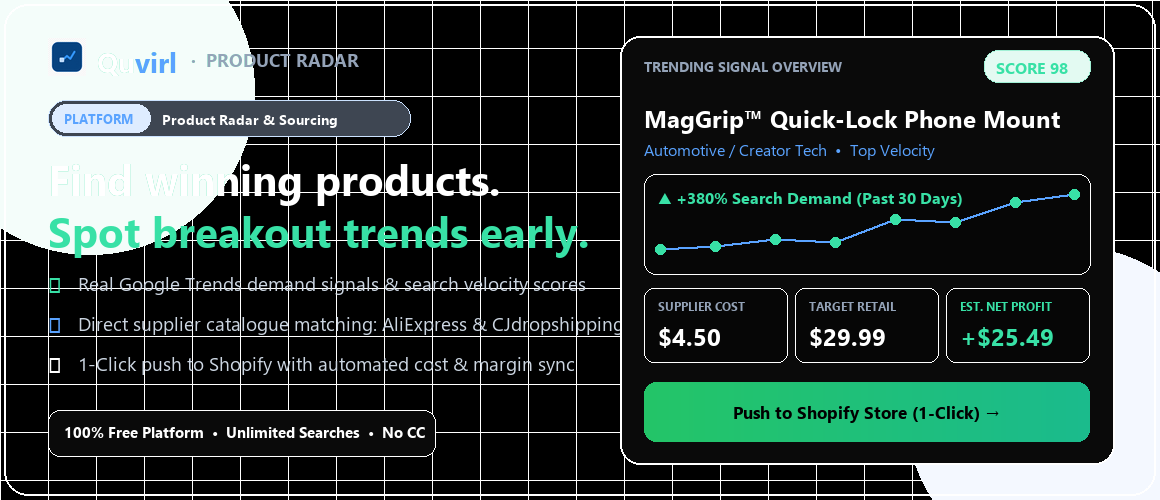 Quvirl · PRODUCT RADAR
PLATFORM Product Radar & Sourcing
Find winning products.
Spot breakout trends early.
Real Google Trends demand signals & search velocity scores
Direct supplier catalogue matching: AliExpress & CJdropshipping
1-Click push to Shopify with automated cost & margin sync
100% Free Platform • Unlimited Searches • No CC
TRENDING SIGNAL OVERVIEW
SCORE 98
MagGrip™ Quick-Lock Phone Mount
Automotive / Creator Tech • Top Velocity
▲ +380% Search Demand (Past 30 Days)
SUPPLIER COST
$4.50
TARGET RETAIL
$29.99
EST. NET PROFIT
+$25.49
Push to Shopify Store (1-Click) →